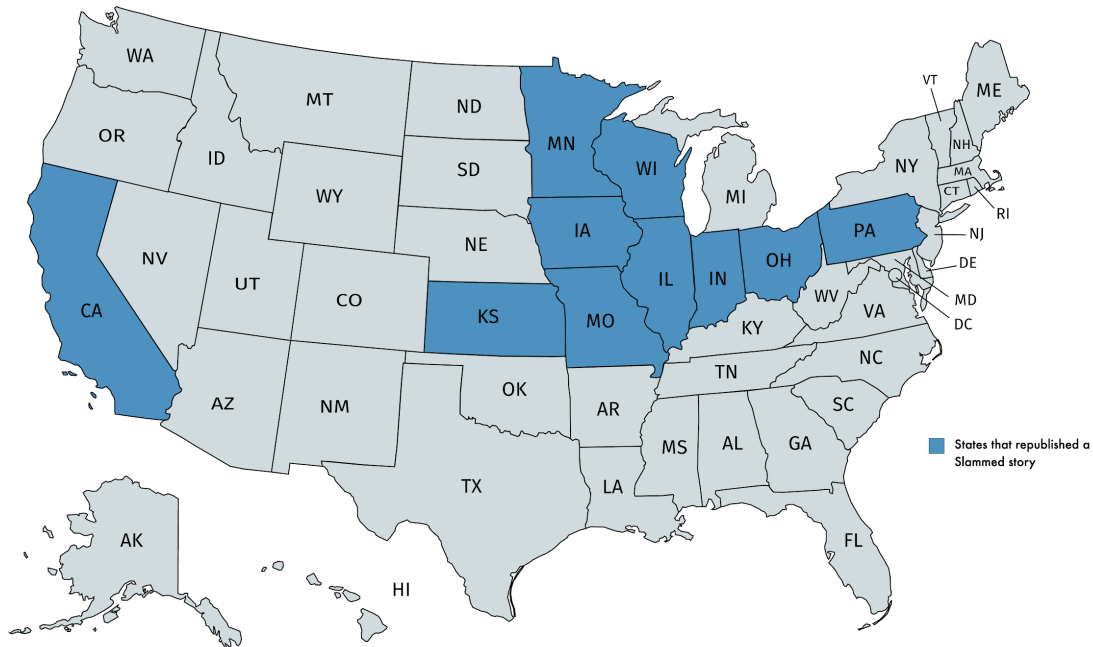 WA
MT
ND
MN
VT
ME
OR
ID
SD
WI
MI
NY
NH
MA
CT
RI
WY
NE
IA
PA
NJ
NV
UT
CO
IL
IN
OH
DE
CA
KS
MO
WV
MD
VA
DC
KY
NC
AZ
NM
OK
TN
AR
SC
MS
AL
GA
States that republished a
Slammed story
TX
LA
AK
FL
HI